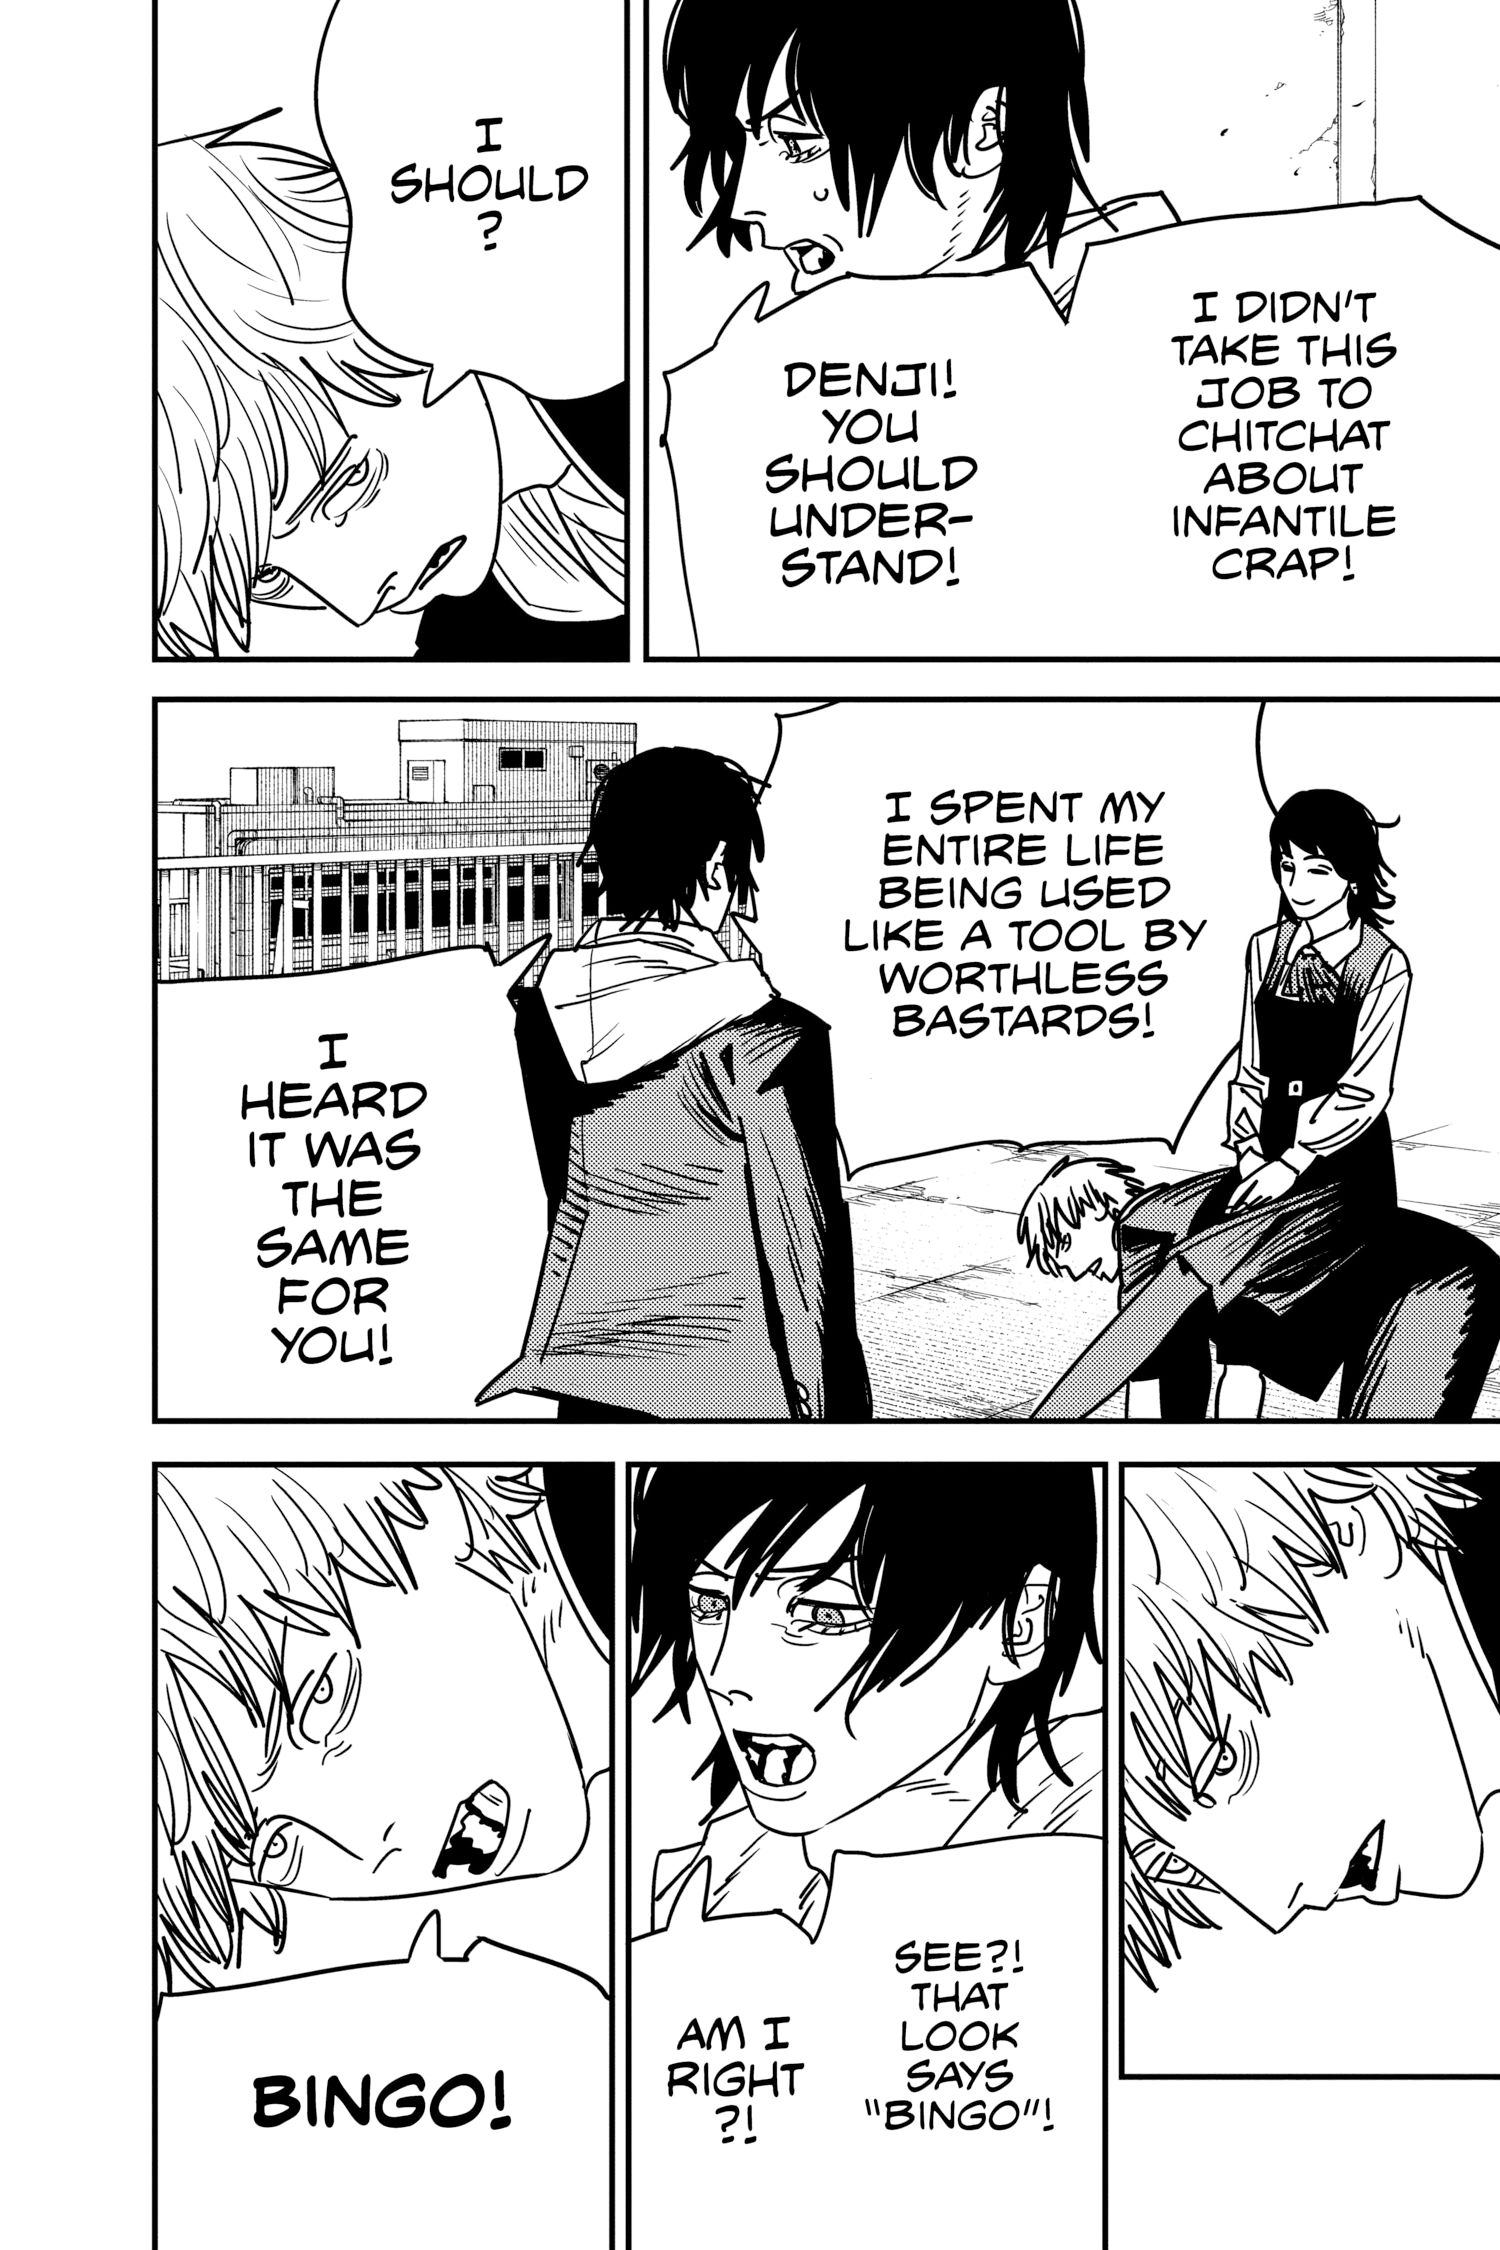 I DIDN'T
TAKE THIS
JOB TO
CHITCHAT
ABOUT
INFANTILE
CRAP!
DENJI!
YOU
SHOULD
UNDER-
STAND!
I
SHOULD
?
I SPENT MY
ENTIRE LIFE
BEING USED
LIKE A TOOL BY
WORTHLESS
BASTARDS!
I
HEARD
IT WAS
THE
SAME
FOR
YOU!
SEE?!
THAT
LOOK
SAYS
"BINGO"!
AM I
RIGHT
?!
BINGO!